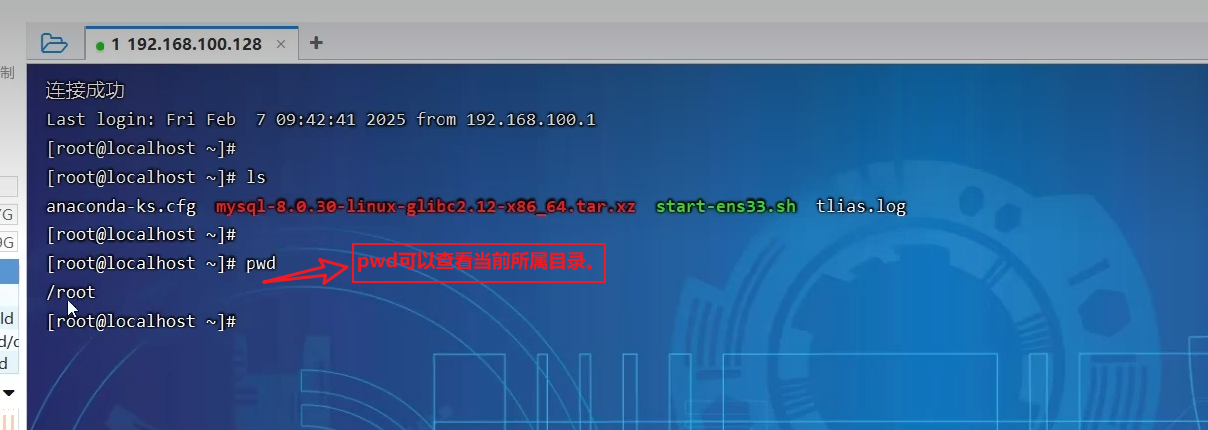 1 192.168.100.128 × +
制
连接成功
Last login: Fri Feb  7 09:42:41 2025 from 192.168.100.1
[root@localhost ~]#
[root@localhost ~]# ls
anaconda-ks.cfg  mysql-8.0.30-linux-glibc2.12-x86_64.tar.xz  start-ens33.sh  tlias.log
[root@localhost ~]#
[root@localhost ~]# pwd
pwd可以查看当前所属目录。
/root
[root@localhost ~]#